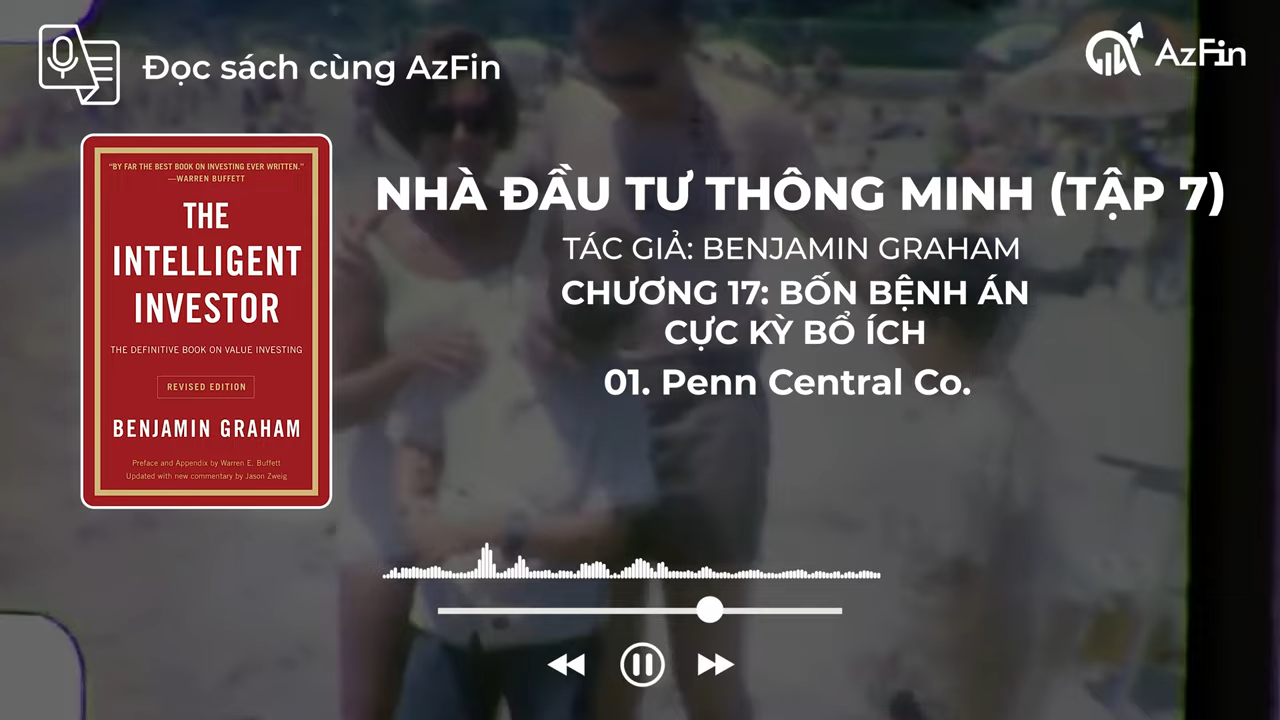 Đọc sách cùng AzFin
AzFin
"BY FAR THE BEST BOOK ON INVESTING EVER WRITTEN."
—WARREN BUFFETT
THE
INTELLIGENT
INVESTOR
THE DEFINITIVE BOOK ON VALUE INVESTING
REVISED EDITION
BENJAMIN GRAHAM
Preface and Appendix by Warren E. Buffett
Updated with new commentary by Jason Zweig
NHÀ ĐẦU TƯ THÔNG MINH (TẬP 7)
TÁC GIẢ: BENJAMIN GRAHAM
CHƯƠNG 17: BỐN BỆNH ÁN
CỰC KỲ BỔ ÍCH
01. Penn Central Co.